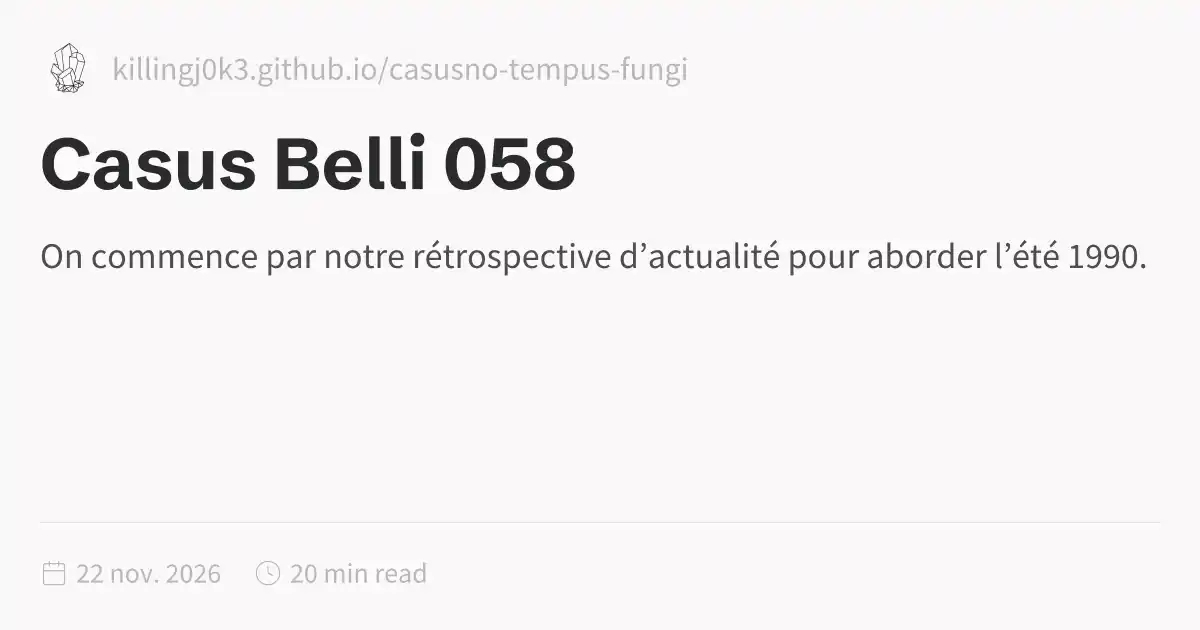 killingj0k3.github.io/casusno-tempus-fungi
Casus Belli 058
On commence par notre rétrospective d’actualité pour aborder l’été 1990.
22 nov. 2026 20 min read